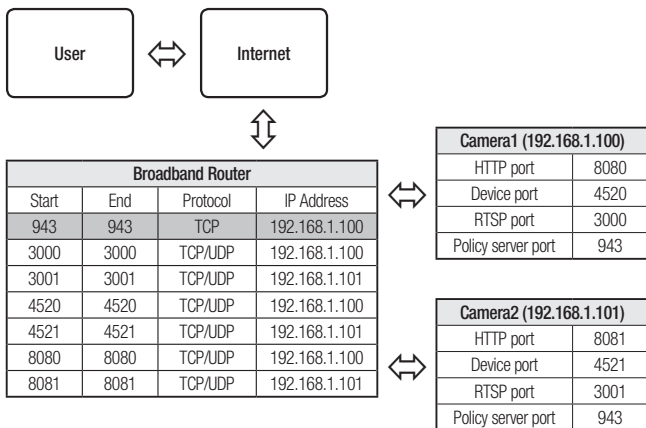 User
Internet
Broadband Router
Start End Protocol IP Address
943 943 TCP 192.168.1.100
3000 3000 TCP/UDP 192.168.1.100
3001 3001 TCP/UDP 192.168.1.101
4520 4520 TCP/UDP 192.168.1.100
4521 4521 TCP/UDP 192.168.1.101
8080 8080 TCP/UDP 192.168.1.100
8081 8081 TCP/UDP 192.168.1.101
Camera1 (192.168.1.100)
HTTP port 8080
Device port 4520
RTSP port 3000
Policy server port 943
Camera2 (192.168.1.101)
HTTP port 8081
Device port 4521
RTSP port 3001
Policy server port 943